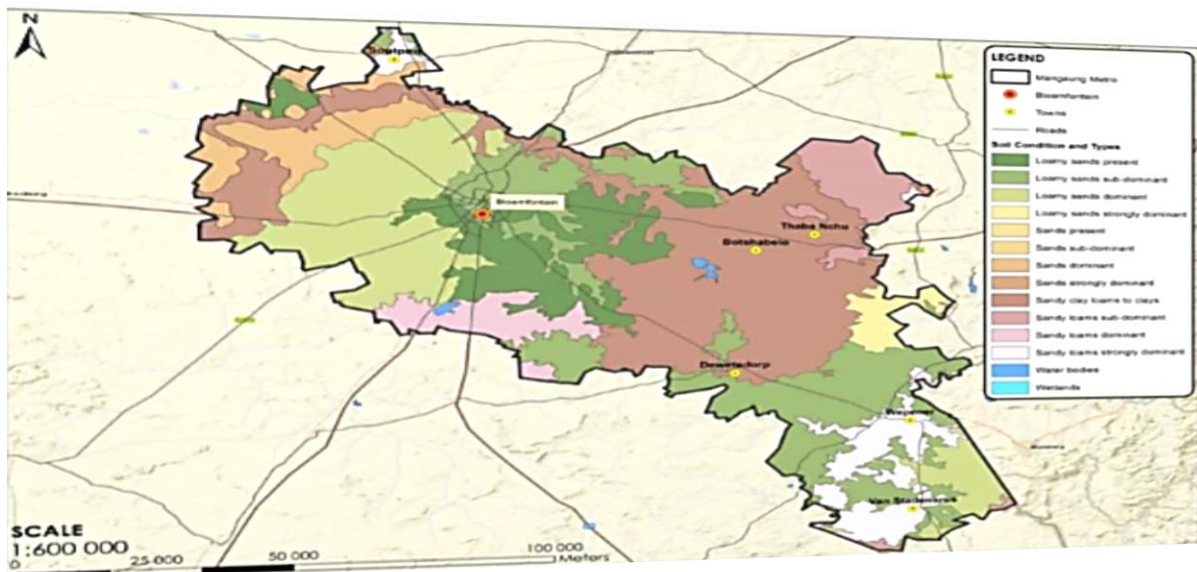 N
Bloemfontein
Botshabelo
Thaba Nchu
Dewetsdorp
Wepener
Van Stadensrus
SCALE
1:600 000
0
25 000
50 000
100 000
Meters
LEGEND
Mangaung Metro
Bloemfontein
Towns
Roads
Soil Condition and Types
Loamy sands present
Loamy sands sub-dominant
Loamy sands dominant
Loamy sands strongly dominant
Sands present
Sands sub-dominant
Sands dominant
Sands strongly dominant
Sandy clay loams to clays
Sandy loams sub-dominant
Sandy loams dominant
Sandy loams strongly dominant
Water bodies
Wetlands